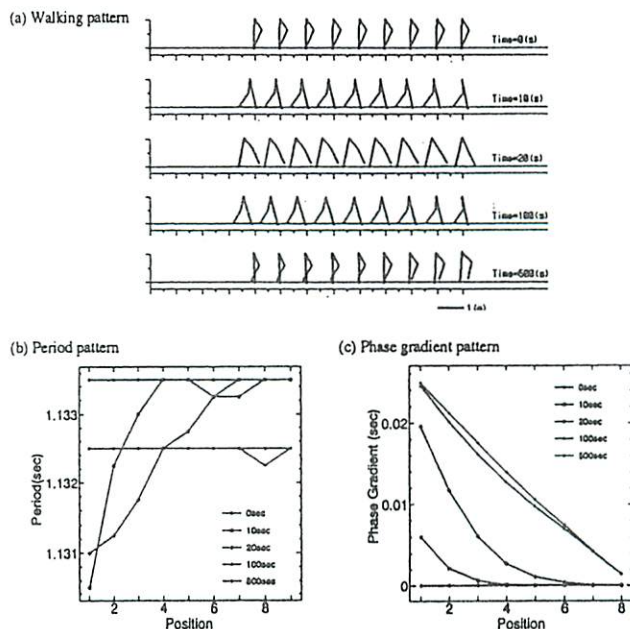 (a) Walking pattern
Time=0(s)
Time=10(s)
Time=20(s)
Time=100(s)
Time=500(s)
1(m)
(b) Period pattern
(c) Phase gradient pattern
1.133
1.132
1.131
Period(sec)
0sec
10sec
20sec
100sec
500sec
2 4 6 8
Position
0.02
0.01
0
Phase Gradient (sec)
0sec
10sec
20sec
100sec
500sec
2 4 6 8
Position